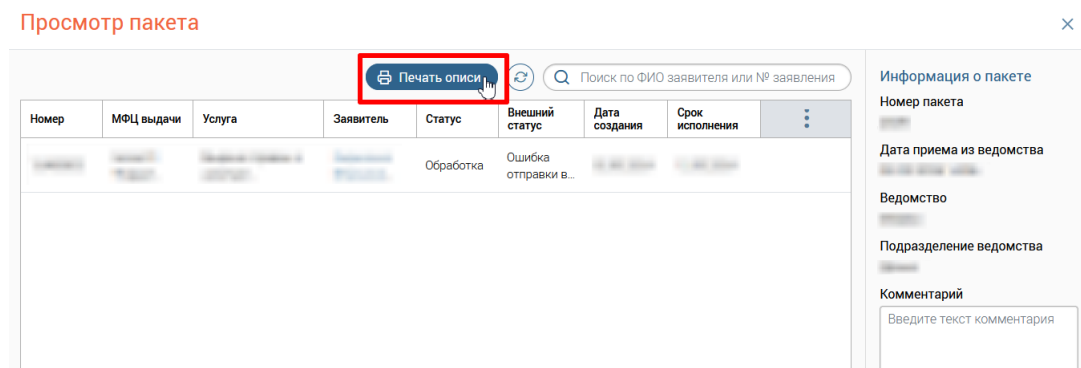 Просмотр пакета
Печать описи
Поиск по ФИО заявителя или № заявления
Номер
МФЦ выдачи
Услуга
Заявитель
Статус
Внешний
статус
Дата
создания
Срок
исполнения
Обработка
Ошибка
отправки в...
Информация о пакете
Номер пакета
Дата приема из ведомства
Ведомство
Подразделение ведомства
Комментарий
Введите текст комментария